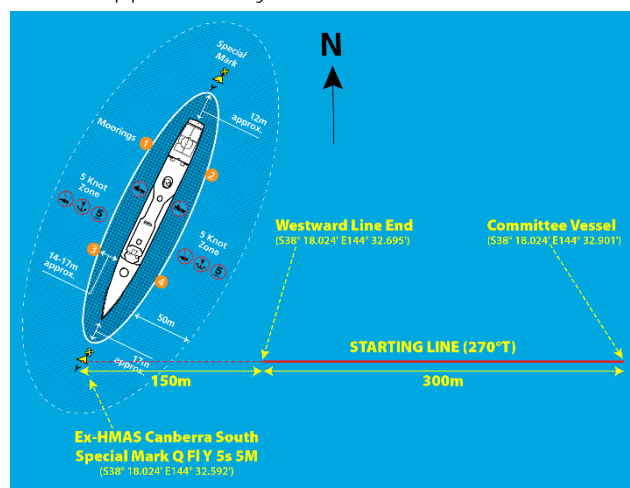 N
Special
Mark
12m
approx.
Moorings
1
2
5 Knot
Zone
5
5 Knot
Zone
5
3
4
14-17m
approx.
50m
17m
approx.
Westward Line End
(S38° 18.024' E144° 32.695')
Committee Vessel
(S38° 18.024' E144° 32.901')
STARTING LINE (270°T)
150m
300m
Ex-HMAS Canberra South
Special Mark Q Fl Y 5s 5M
(S38° 18.024' E144° 32.592')